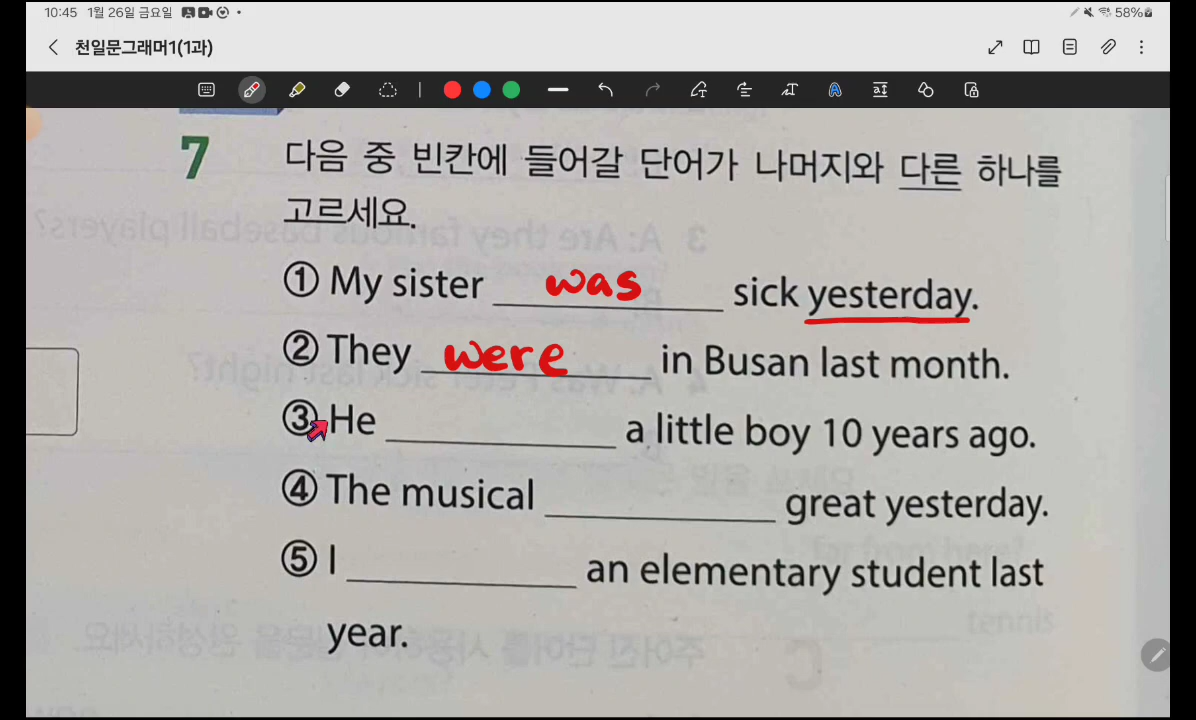 10:45 1월 26일 금요일 58%
천일문그래머1(1과)
7 다음 중 빈칸에 들어갈 단어가 나머지와 다른 하나를
고르세요.
① My sister was sick yesterday.
② They were in Busan last month.
③ He ____ a little boy 10 years ago.
④ The musical ____ great yesterday.
⑤ I ____ an elementary student last
year.